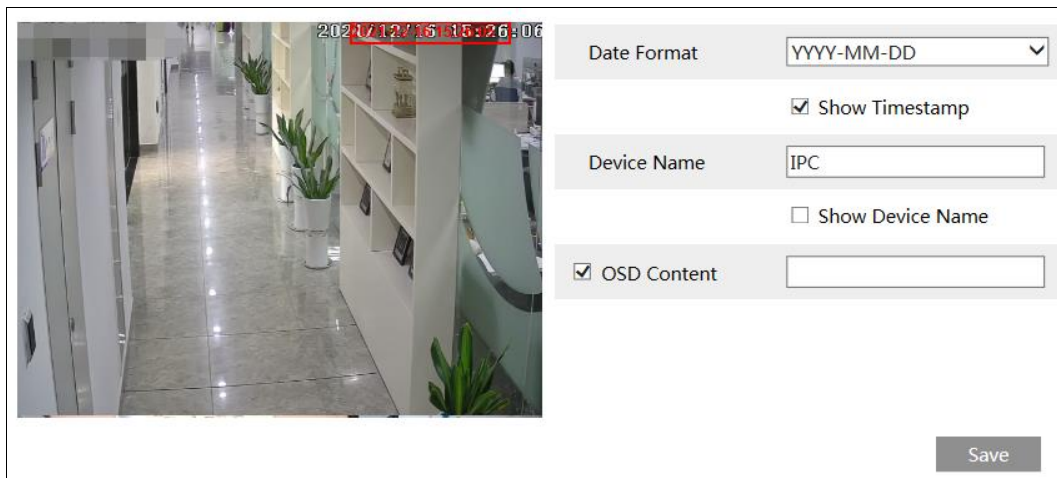 Date Format
YYYY-MM-DD
Show Timestamp
Device Name
IPC
Show Device Name
OSD Content
Save